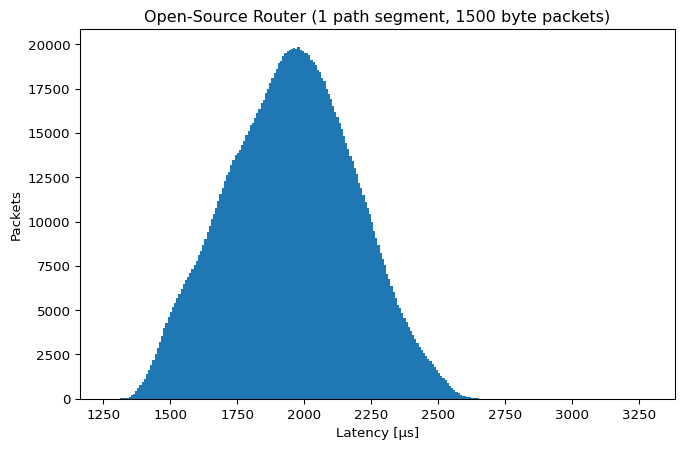 Open-Source Router (1 path segment, 1500 byte packets)
20000
17500
15000
12500
10000
7500
5000
2500
0
Packets
1250 1500 1750 2000 2250 2500 2750 3000 3250
Latency [µs]